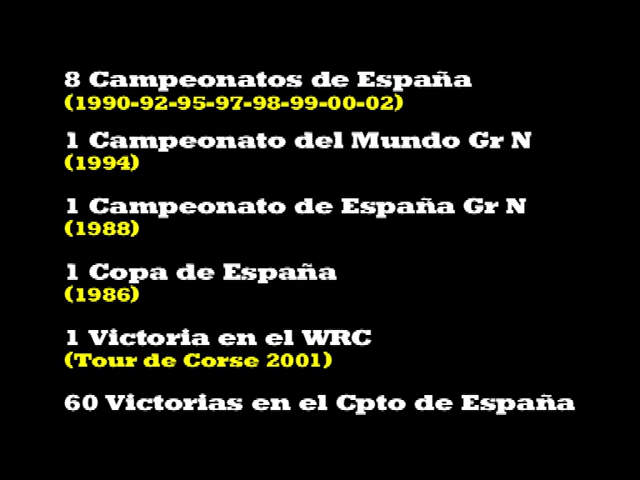 8 Campeonatos de España
(1990-92-95-97-98-99-00-02)
1 Campeonato del Mundo Gr N
(1994)
1 Campeonato de España Gr N
(1988)
1 Copa de España
(1986)
1 Victoria en el WRC
(Tour de Corse 2001)
60 Victorias en el Cpto de España